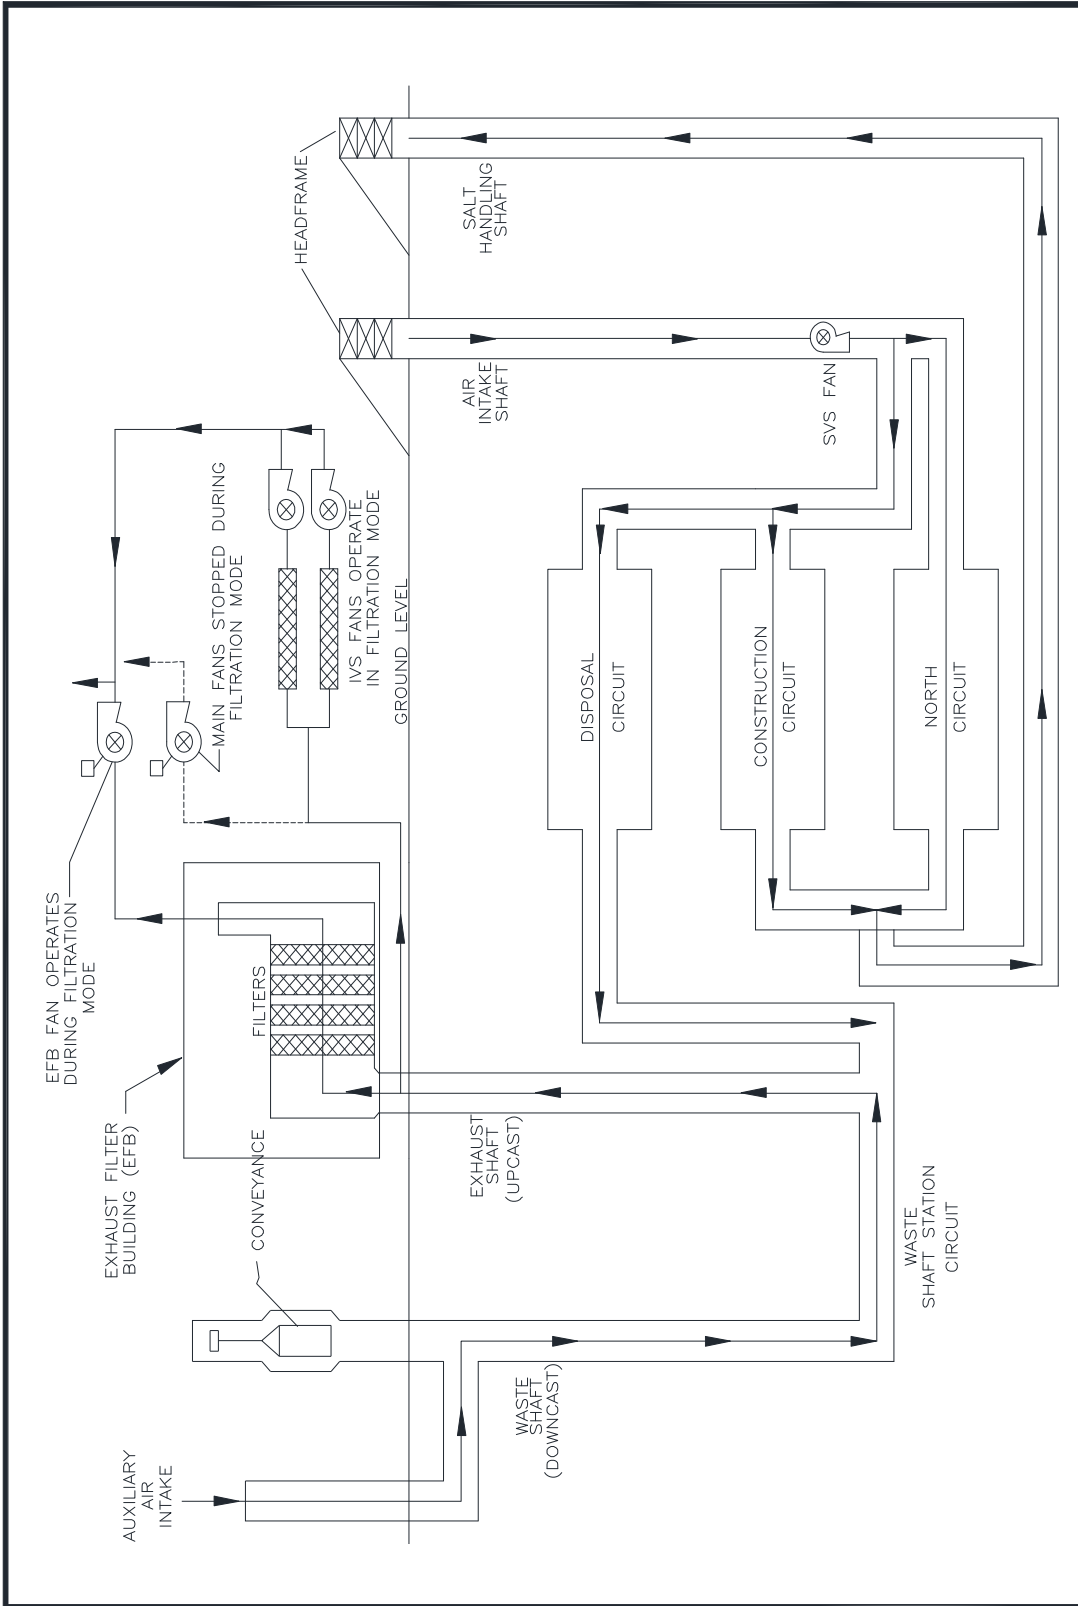 AUXILIARY
AIR
INTAKE
EXHAUST FILTER
BUILDING (EFB)
CONVEYANCE
EFB FAN OPERATES
DURING FILTRATION
MODE
FILTERS
MAIN FANS STOPPED DURING
FILTRATION MODE
IVS FANS OPERATE
IN FILTRATION MODE
GROUND LEVEL
HEADFRAME
WASTE
SHAFT
(DOWNCAST)
EXHAUST
SHAFT
(UPCAST)
AIR
INTAKE
SHAFT
SALT
HANDLING
SHAFT
DISPOSAL
CIRCUIT
CONSTRUCTION
CIRCUIT
NORTH
CIRCUIT
SVS FAN
WASTE
SHAFT STATION
CIRCUIT